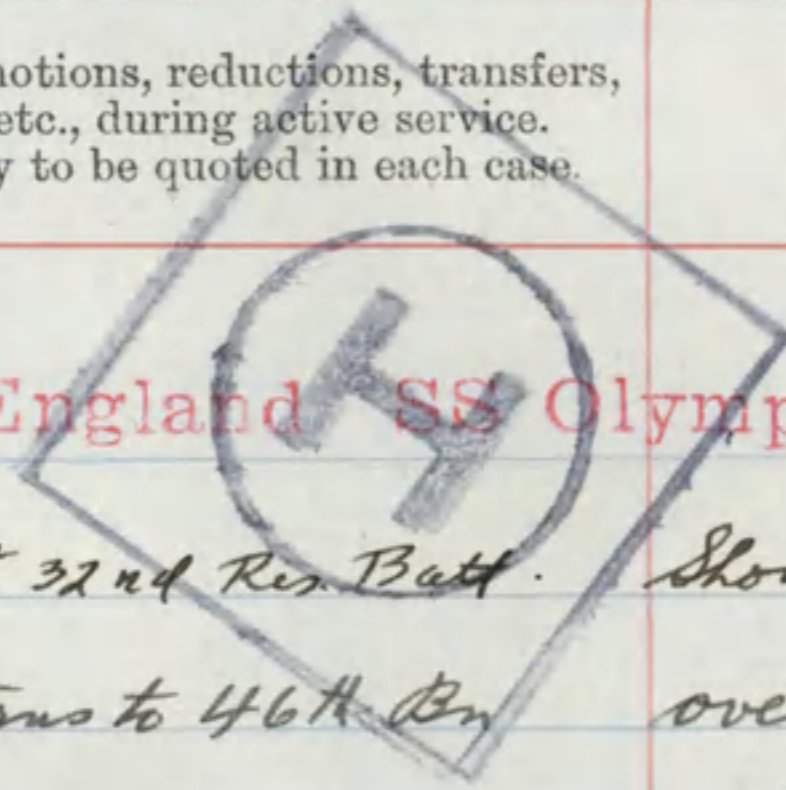 notions, reductions, transfers,
etc., during active service.
y to be quoted in each case.
England SS Olymp
H
32nd Res. Batt. Sho
ans to 46th Bn ove